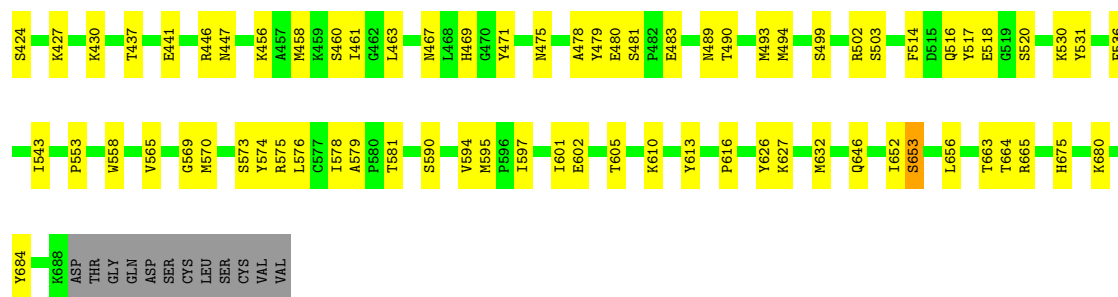 S424 K427 K430 T437 E441 R446 N447 K456 A457 M458 K459 S460 I461 G462 L463 N467 L468 H469 G470 Y471 N475 A478 Y479 E480 S481 P482 E483 N489 T490 M493 M494 S499 R502 S503 F514 D515 Q516 Y517 E518 G519 S520 K530 Y531
I543 P553 W558 V565 G569 M570 S573 Y574 R575 L576 C577 I578 A579 P580 T581 S590 V594 M595 P596 I597 I601 E602 T605 K610 Y613 P616 Y626 K627 M632 Q646 I652 S653 L656 T663 T664 R665 H675 K680
Y684 K688 ASP THR GLY GLN ASP SER CYS LEU SER CYS VAL VAL